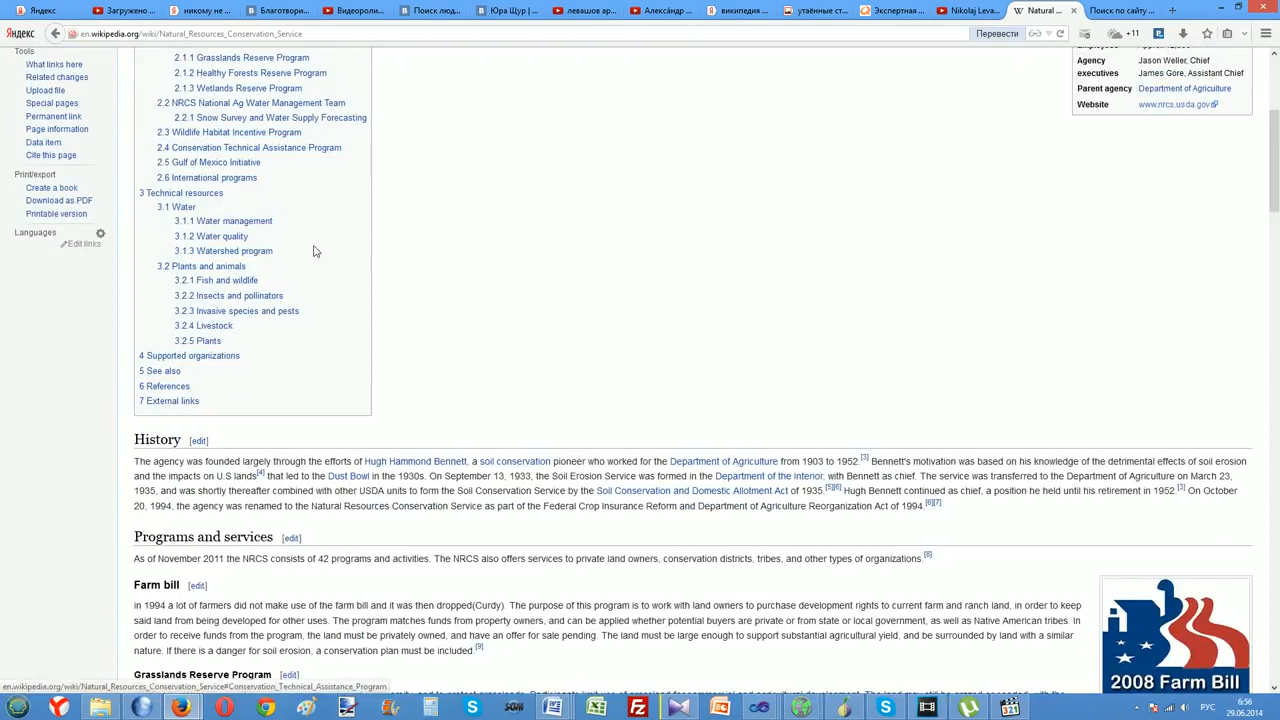 Яндекс
Загружено ...
никому не ...
Благотвори...
Видеороли...
Поиск люд...
Юра Щур | ...
левашов ар...
Алекса́ндр ...
википедия ...
утаённые ст...
Экспертная ...
Nikolaj Leva...
Natural ...
Поиск по сайту ...
Яндекс
en.wikipedia.org/wiki/Natural_Resources_Conservation_Service
Перевести
+11
Tools
What links here
Related changes
Upload file
Special pages
Permanent link
Page information
Data item
Cite this page
Print/export
Create a book
Download as PDF
Printable version
Languages
Edit links
2.1.1 Grasslands Reserve Program
2.1.2 Healthy Forests Reserve Program
2.1.3 Wetlands Reserve Program
2.2 NRCS National Ag Water Management Team
2.2.1 Snow Survey and Water Supply Forecasting
2.3 Wildlife Habitat Incentive Program
2.4 Conservation Technical Assistance Program
2.5 Gulf of Mexico Initiative
2.6 International programs
3 Technical resources
3.1 Water
3.1.1 Water management
3.1.2 Water quality
3.1.3 Watershed program
3.2 Plants and animals
3.2.1 Fish and wildlife
3.2.2 Insects and pollinators
3.2.3 Invasive species and pests
3.2.4 Livestock
3.2.5 Plants
4 Supported organizations
5 See also
6 References
7 External links
Agency executives Jason Weller, Chief
James Gore, Assistant Chief
Parent agency Department of Agriculture
Website www.nrcs.usda.gov
History [edit]
The agency was founded largely through the efforts of Hugh Hammond Bennett, a soil conservation pioneer who worked for the Department of Agriculture from 1903 to 1952.[3] Bennett's motivation was based on his knowledge of the detrimental effects of soil erosion
and the impacts on U.S lands[4] that led to the Dust Bowl in the 1930s. On September 13, 1933, the Soil Erosion Service was formed in the Department of the Interior, with Bennett as chief. The service was transferred to the Department of Agriculture on March 23,
1935, and was shortly thereafter combined with other USDA units to form the Soil Conservation Service by the Soil Conservation and Domestic Allotment Act of 1935.[5][6] Hugh Bennett continued as chief, a position he held until his retirement in 1952.[3] On October
20, 1994, the agency was renamed to the Natural Resources Conservation Service as part of the Federal Crop Insurance Reform and Department of Agriculture Reorganization Act of 1994.[6][7]
Programs and services [edit]
As of November 2011 the NRCS consists of 42 programs and activities. The NRCS also offers services to private land owners, conservation districts, tribes, and other types of organizations.[8]
Farm bill [edit]
in 1994 a lot of farmers did not make use of the farm bill and it was then dropped(Curdy). The purpose of this program is to work with land owners to purchase development rights to current farm and ranch land, in order to keep
said land from being developed for other uses. The program matches funds from property owners, and can be applied whether potential buyers are private or from state or local government, as well as Native American tribes. In
order to receive funds from the program, the land must be privately owned, and have an offer for sale pending. The land must be large enough to support substantial agricultural yield, and be surrounded by land with a similar
nature. If there is a danger for soil erosion, a conservation plan must be included.[9]
2008 Farm Bill
Grasslands Reserve Program [edit]
en.wikipedia.org/wiki/Natural_Resources_Conservation_Service#Conservation_Technical_Assistance_Program
SGM
321
РУС
6:56
29.06.2014